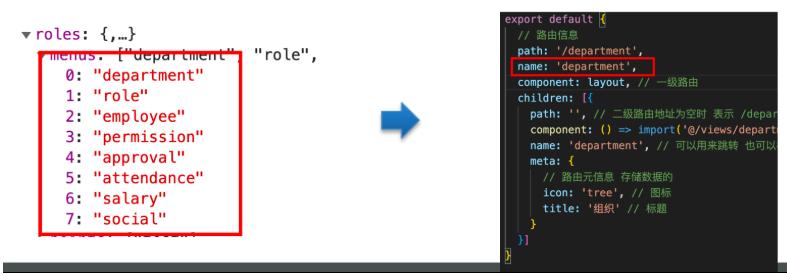 roles: {,…}
menus: ["department", "role",
0: "department"
1: "role"
2: "employee"
3: "permission"
4: "approval"
5: "attendance"
6: "salary"
7: "social"
export default {
// 路由信息
path: '/department',
name: 'department',
component: layout, // 一级路由
children: [{
path: '', // 二级路由地址为空时 表示 /depar
component: () => import('@/views/departm
name: 'department', // 可以用来跳转 也可以
meta: {
// 路由元信息 存储数据的
icon: 'tree', // 图标
title: '组织' // 标题
}
}]
}